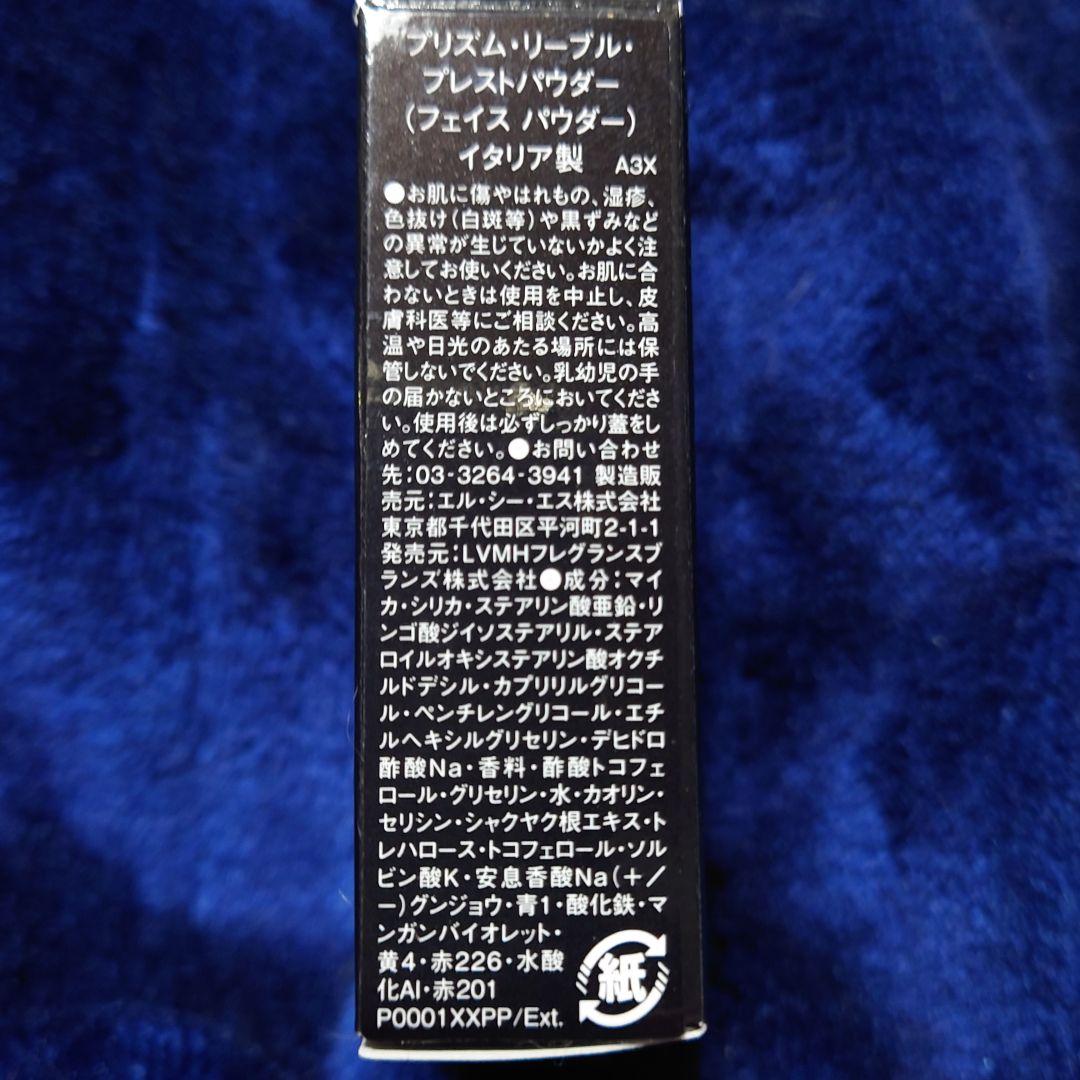 プリズム・リーブル・
プレストパウダー
(フェイス パウダー)
イタリア製 A3X
●お肌に傷やはれもの、湿疹、
色抜け(白斑等)や黒ずみなど
の異常が生じていないかよく注
意してお使いください。お肌に合
わないときは使用を中止し、皮
膚科医等にご相談ください。高
温や日光のあたる場所には保
管しないでください。乳幼児の手
の届かないところにおいてくださ
い。使用後は必ずしっかり蓋をし
めてください。●お問い合わせ
先:03-3264-3941 製造販
売元:エル・シー・エス株式会社
東京都千代田区平河町2-1-1
発売元:LVMHフレグランスブ
ランズ株式会社●成分:マイ
カ・シリカ・ステアリン酸亜鉛・リ
ンゴ酸ジイソステアリル・ステア
ロイルオキシステアリン酸オクチ
ルドデシル・カプリリルグリコー
ル・ペンチレングリコール・エチ
ルヘキシルグリセリン・デヒドロ
酢酸Na・香料・酢酸トコフェ
ロール・グリセリン・水・カオリン・
セリシン・シャクヤク根エキス・ト
レハロース・トコフェロール・ソル
ビン酸K・安息香酸Na(+/
-)グンジョウ・青1・酸化鉄・マ
ンガンバイオレット・
黄4・赤226・水酸
化Al・赤201
P0001XXPP/Ext.
紙